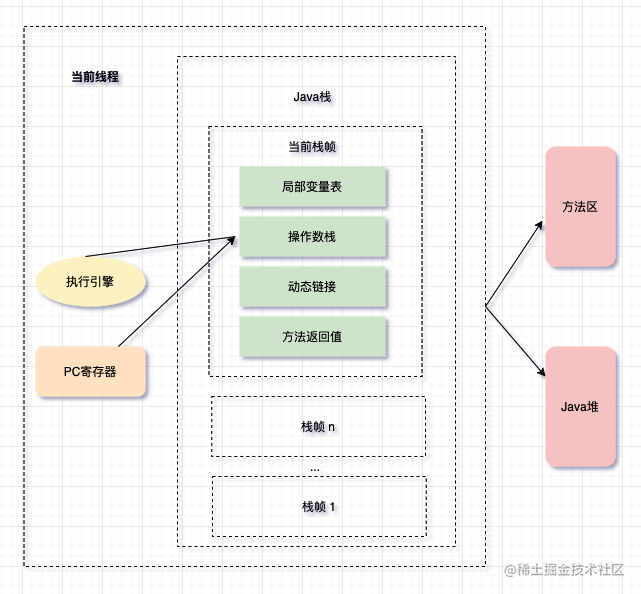 当前线程
Java栈
当前栈帧
局部变量表
操作数栈
动态链接
方法返回值
执行引擎
PC寄存器
栈帧 n
...
栈帧 1
方法区
Java堆
@稀土掘金技术社区